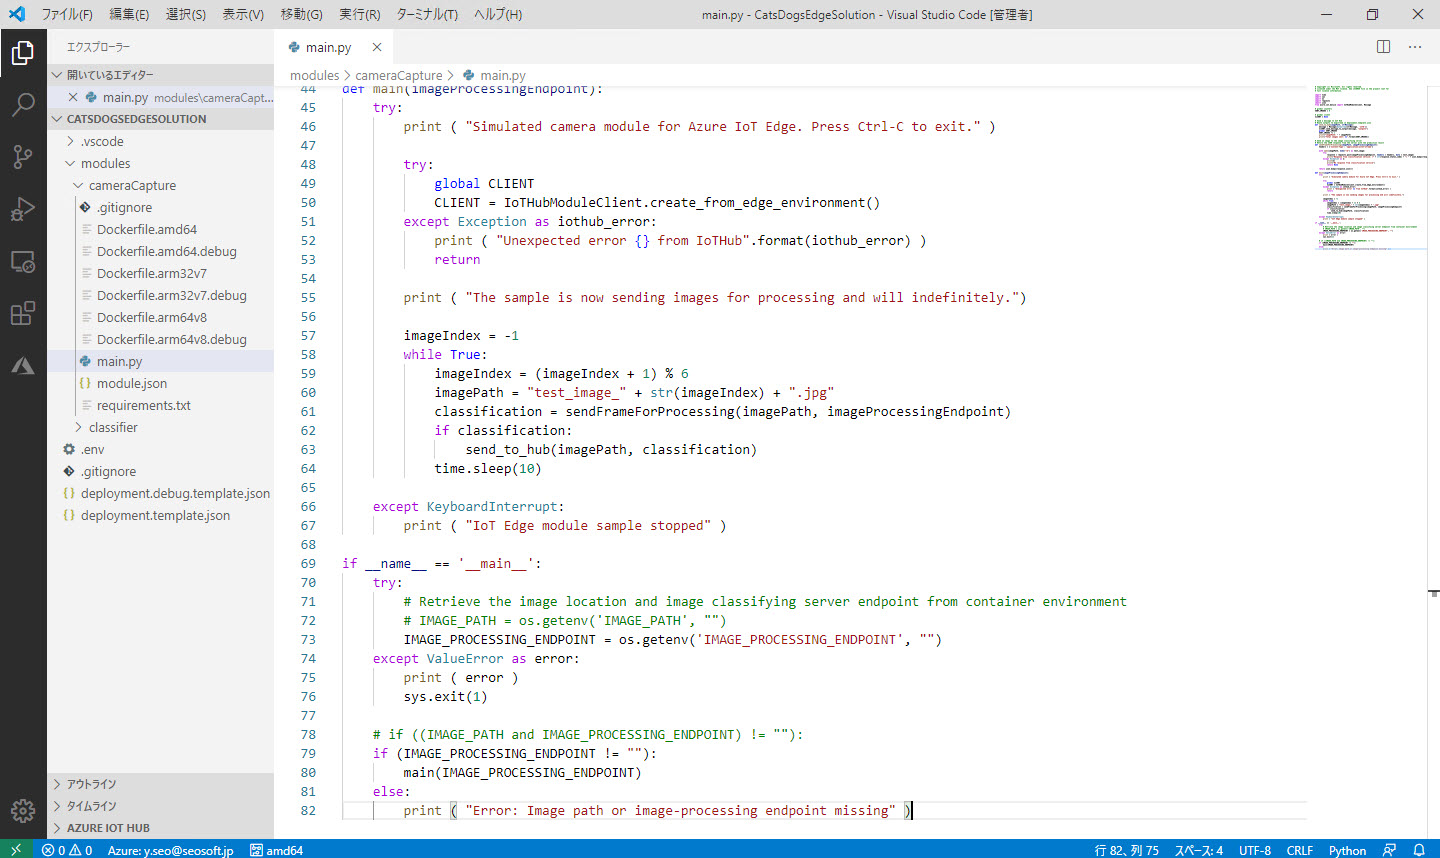 ファイル(F) 編集(E) 選択(S) 表示(V) 移動(G) 実行(R) ターミナル(T) ヘルプ(H) main.py - CatsDogsEdgeSolution - Visual Studio Code [管理者]
エクスプローラー
main.py
開いているエディター
main.py modules\cameraCapt...
CATSDOGSEDGESOLUTION
.vscode
modules
cameraCapture
.gitignore
Dockerfile.amd64
Dockerfile.amd64.debug
Dockerfile.arm32v7
Dockerfile.arm32v7.debug
Dockerfile.arm64v8
Dockerfile.arm64v8.debug
main.py
module.json
requirements.txt
classifier
.env
.gitignore
deployment.debug.template.json
deployment.template.json
アウトライン
タイムライン
AZURE IOT HUB
modules > cameraCapture > main.py
44 def main(imageProcessingEndpoint):
45 try:
46 print ( "Simulated camera module for Azure IoT Edge. Press Ctrl-C to exit." )
47
48 try:
49 global CLIENT
50 CLIENT = IoTHubModuleClient.create_from_edge_environment()
51 except Exception as iothub_error:
52 print ( "Unexpected error {} from IoTHub".format(iothub_error) )
53 return
54
55 print ( "The sample is now sending images for processing and will indefinitely.")
56
57 imageIndex = -1
58 while True:
59 imageIndex = (imageIndex + 1) % 6
60 imagePath = "test_image_" + str(imageIndex) + ".jpg"
61 classification = sendFrameForProcessing(imagePath, imageProcessingEndpoint)
62 if classification:
63 send_to_hub(imagePath, classification)
64 time.sleep(10)
65
66 except KeyboardInterrupt:
67 print ( "IoT Edge module sample stopped" )
68
69 if __name__ == '__main__':
70 try:
71 # Retrieve the image location and image classifying server endpoint from container environment
72 # IMAGE_PATH = os.getenv('IMAGE_PATH', "")
73 IMAGE_PROCESSING_ENDPOINT = os.getenv('IMAGE_PROCESSING_ENDPOINT', "")
74 except ValueError as error:
75 print ( error )
76 sys.exit(1)
77
78 # if ((IMAGE_PATH and IMAGE_PROCESSING_ENDPOINT) != ""):
79 if (IMAGE_PROCESSING_ENDPOINT != ""):
80 main(IMAGE_PROCESSING_ENDPOINT)
81 else:
82 print ( "Error: Image path or image-processing endpoint missing" )
0 0 Azure: y.seo@seosoft.jp amd64 行 82、列 75 スペース: 4 UTF-8 CRLF Python